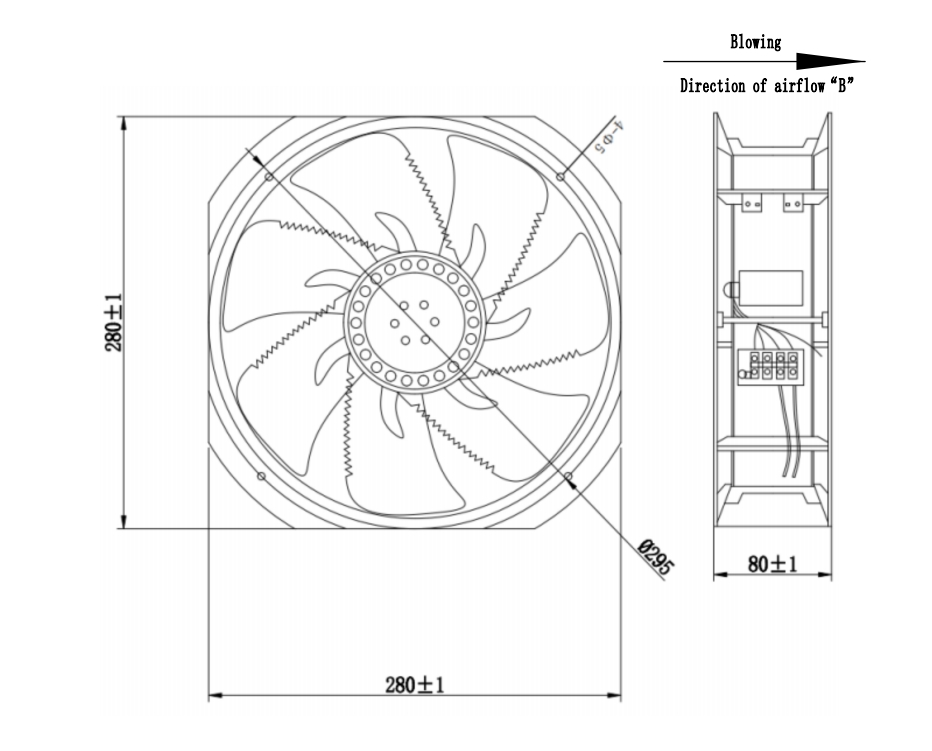 Blowing
Direction of airflow “B”
4-Φ5
280±1
Ø295
80±1
280±1